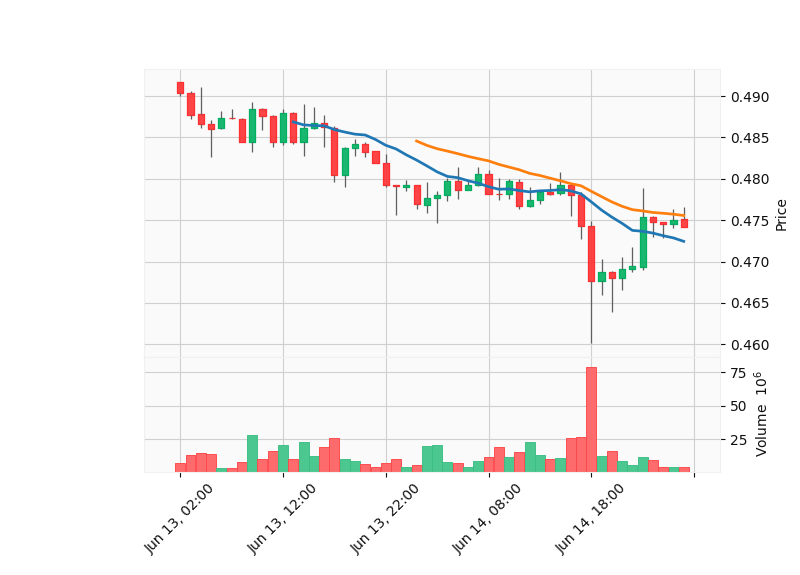 0.490
0.485
0.480
0.475
0.470
0.465
0.460
Price
75
50
25
Volume 10^6
Jun 13, 02:00
Jun 13, 12:00
Jun 13, 22:00
Jun 14, 08:00
Jun 14, 18:00